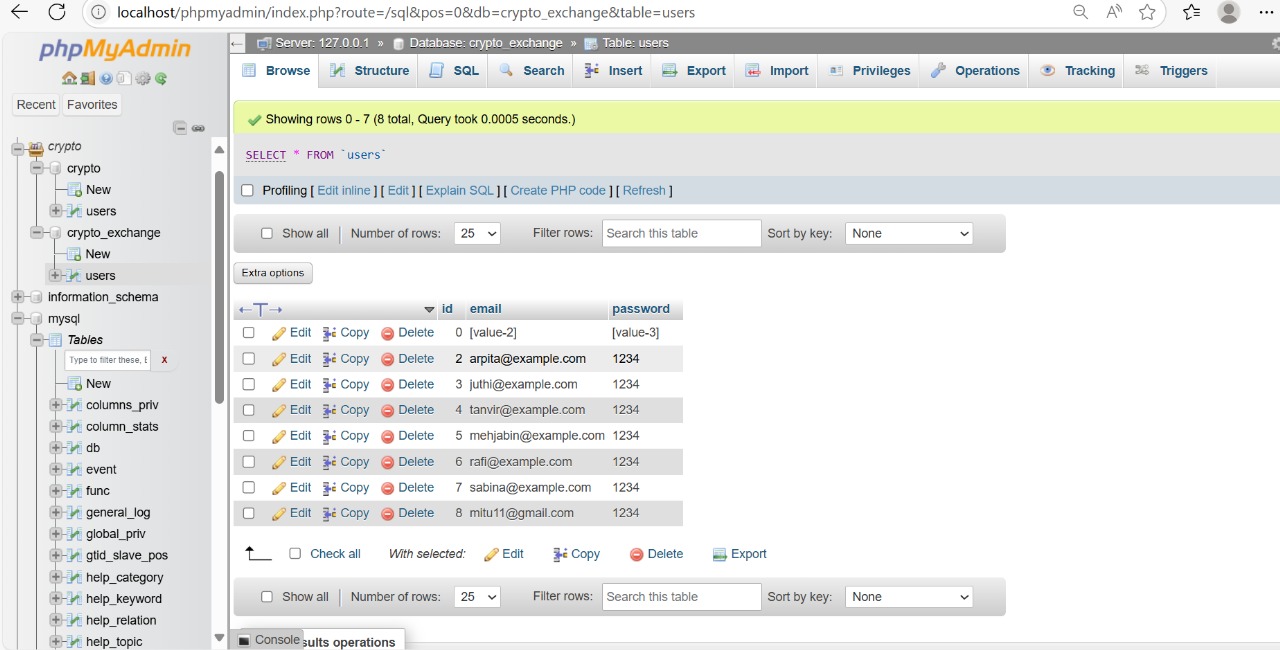 localhost/phpmyadmin/index.php?route=/sql&pos=0&db=crypto_exchange&table=users
phpMyAdmin
Recent Favorites
crypto
crypto
New
users
crypto_exchange
New
users
information_schema
mysql
Tables
Type to filter these, E X
New
columns_priv
column_stats
db
event
func
general_log
global_priv
gtid_slave_pos
help_category
help_keyword
help_relation
help_topic
Server: 127.0.0.1 » Database: crypto_exchange » Table: users
Browse Structure SQL Search Insert Export Import Privileges Operations Tracking Triggers
Showing rows 0 - 7 (8 total, Query took 0.0005 seconds.)
SELECT * FROM `users`
Profiling [ Edit inline ] [ Edit ] [ Explain SQL ] [ Create PHP code ] [ Refresh ]
Show all Number of rows: 25 Filter rows: Search this table Sort by key: None
Extra options
←T→ id email password
Edit Copy Delete 0 [value-2] [value-3]
Edit Copy Delete 2 arpita@example.com 1234
Edit Copy Delete 3 juthi@example.com 1234
Edit Copy Delete 4 tanvir@example.com 1234
Edit Copy Delete 5 mehjabin@example.com 1234
Edit Copy Delete 6 rafi@example.com 1234
Edit Copy Delete 7 sabina@example.com 1234
Edit Copy Delete 8 mitu11@gmail.com 1234
Check all With selected: Edit Copy Delete Export
Show all Number of rows: 25 Filter rows: Search this table Sort by key: None
Console sults operations